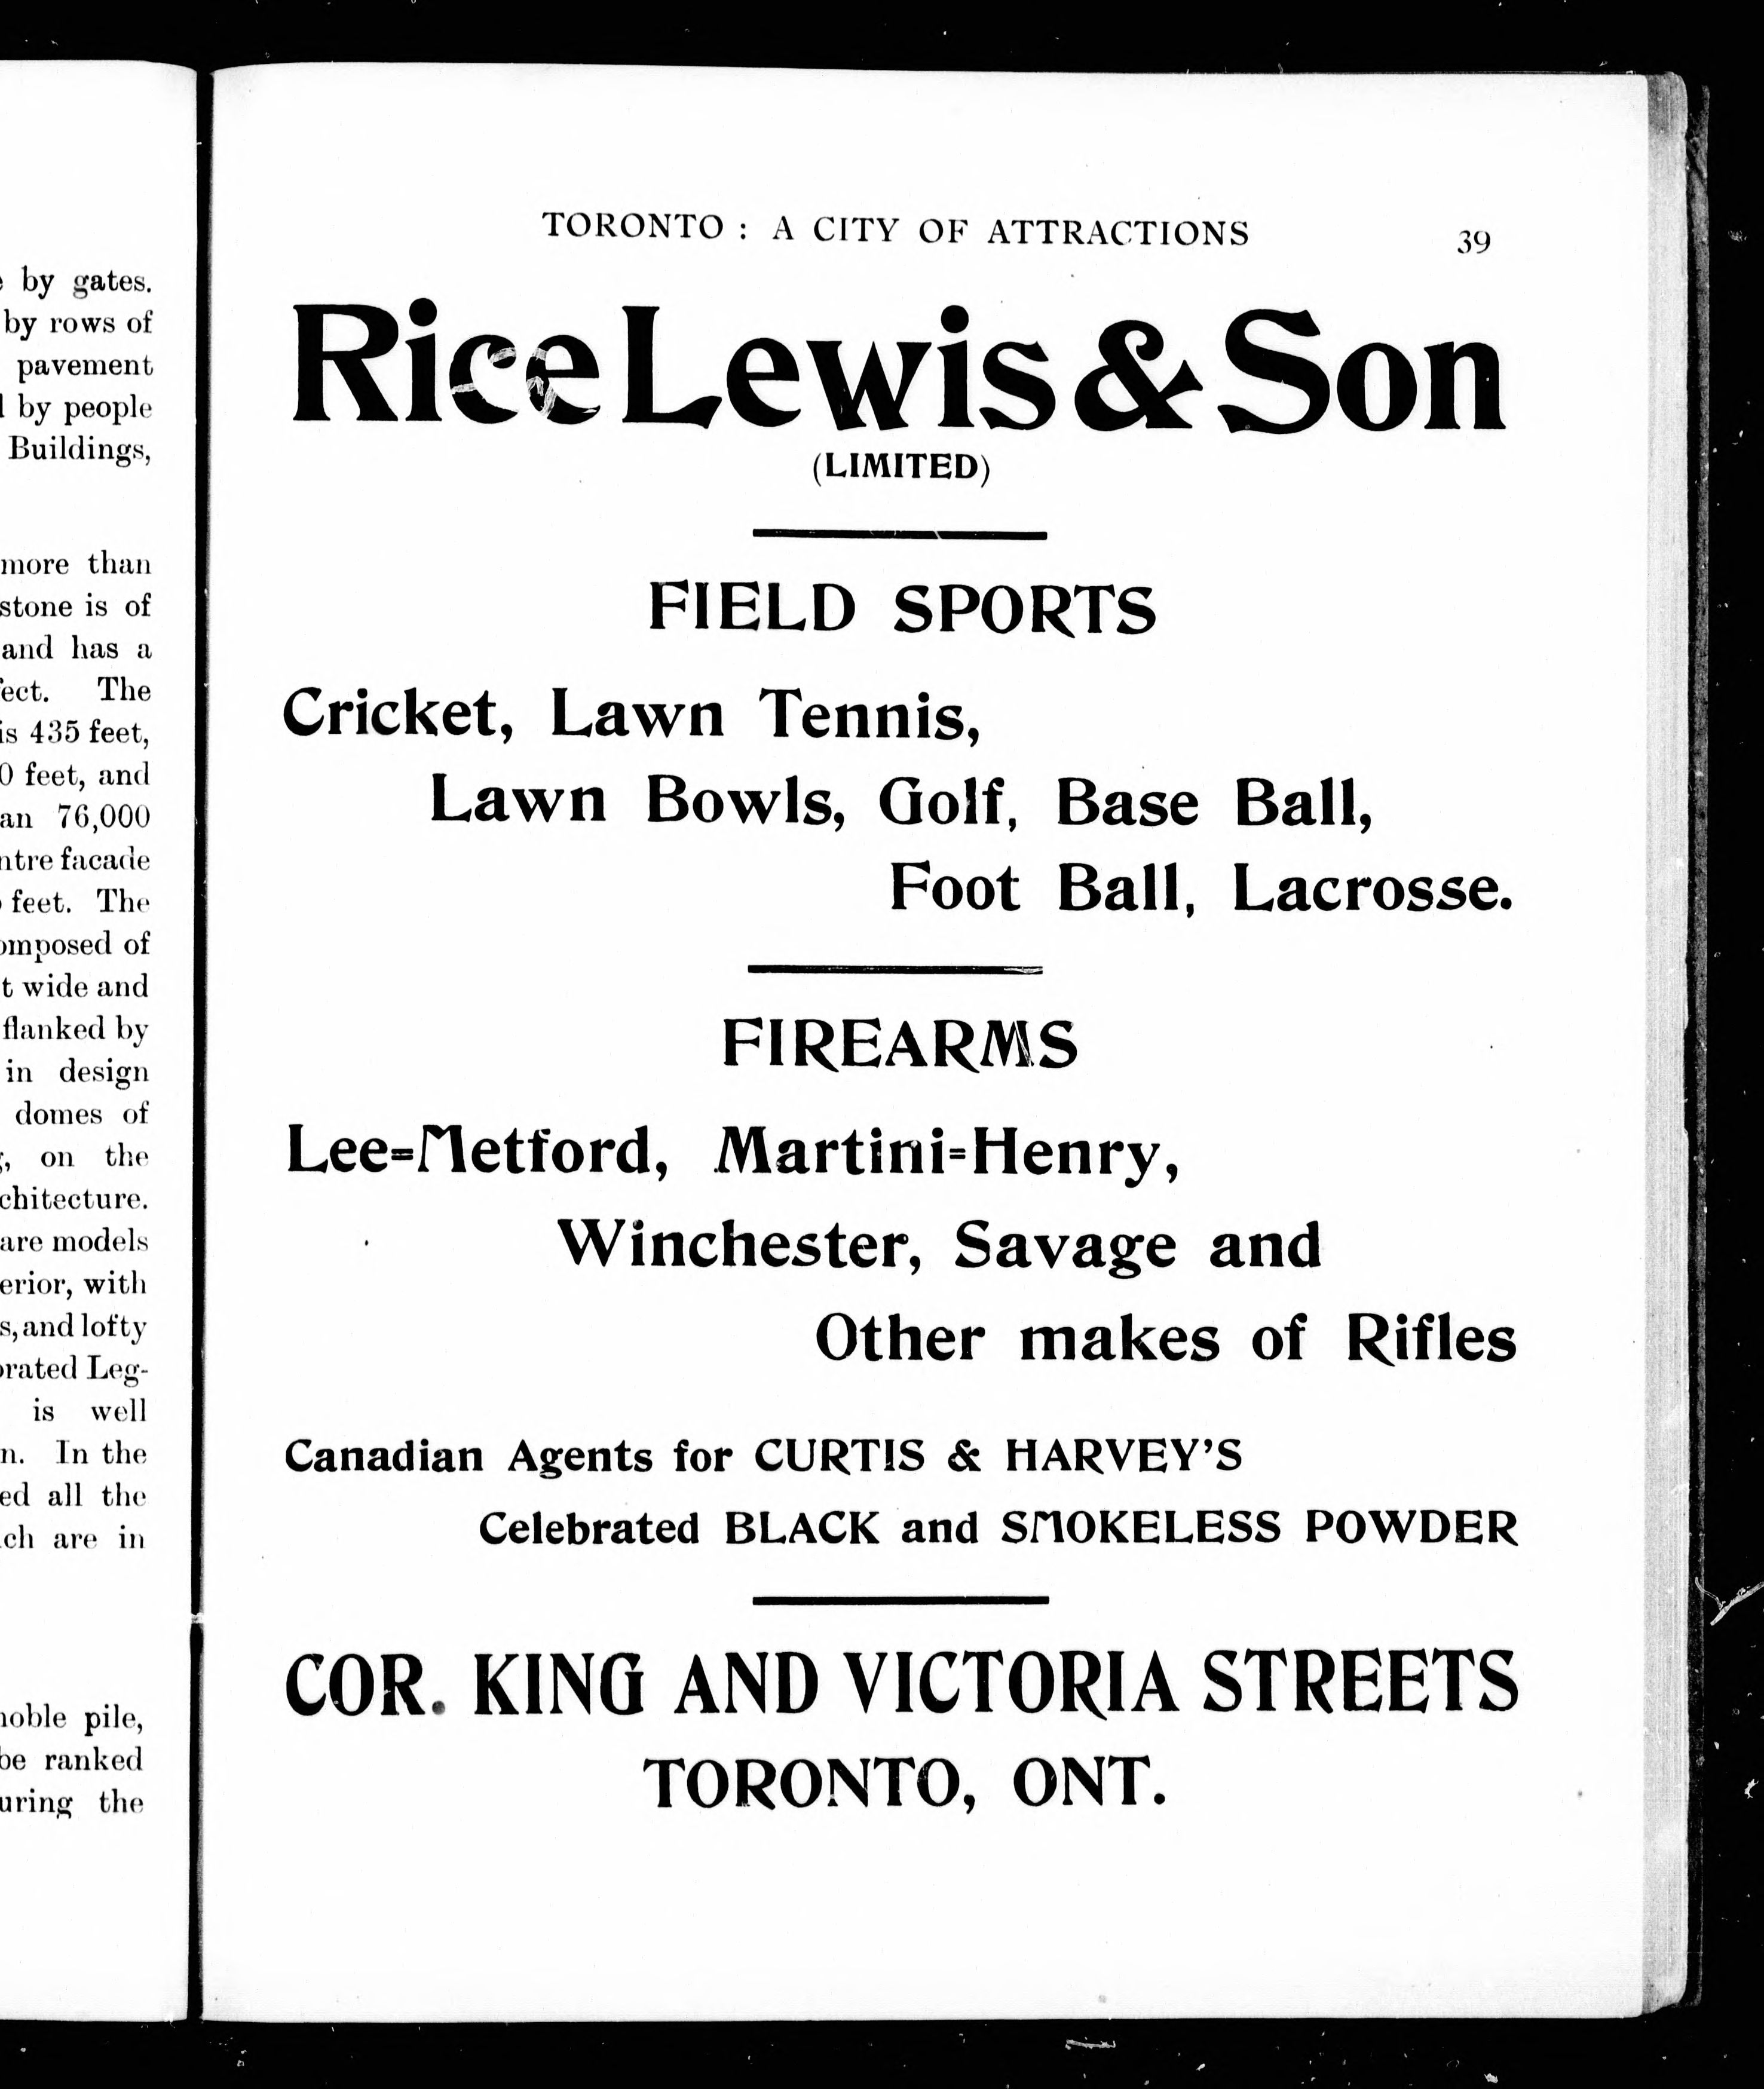 by gates.
by rows of
pavement
by people
Buildings,
more than
stone is of
and has a
The
is 435 feet,
feet, and
76,000
facade
feet. The
of
wide and
flanked by
in design
domes of
on the
are models
with
and lofty
Leg-
is well
In the
all the
are in
pile,
be ranked
the
TORONTO : A CITY OF ATTRACTIONS 39
Rice Lewis & Son
(LIMITED)
FIELD SPORTS
Cricket, Lawn Tennis,
Lawn Bowls, Golf, Base Ball,
Foot Ball, Lacrosse.
FIREARMS
Lee=Metford, Martini=Henry,
Winchester, Savage and
Other makes of Rifles
Canadian Agents for CURTIS & HARVEY'S
Celebrated BLACK and SMOKELESS POWDER
COR. KING AND VICTORIA STREETS
TORONTO, ONT.